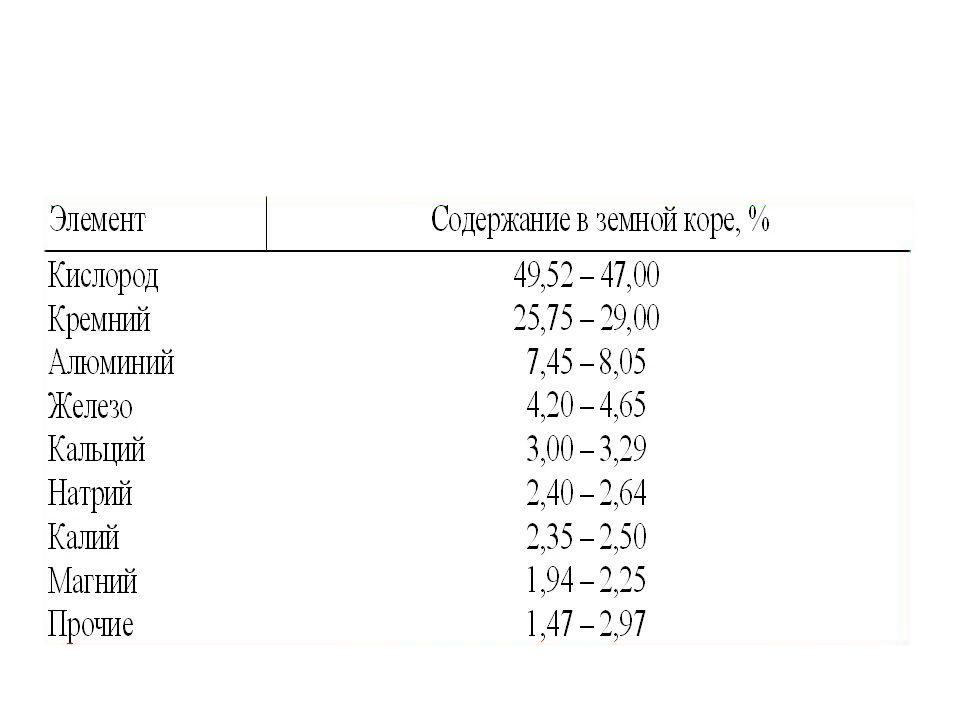 Элемент Содержание в земной коре, %
Кислород 49,52 – 47,00
Кремний 25,75 – 29,00
Алюминий 7,45 – 8,05
Железо 4,20 – 4,65
Кальций 3,00 – 3,29
Натрий 2,40 – 2,64
Калий 2,35 – 2,50
Магний 1,94 – 2,25
Прочие 1,47 – 2,97